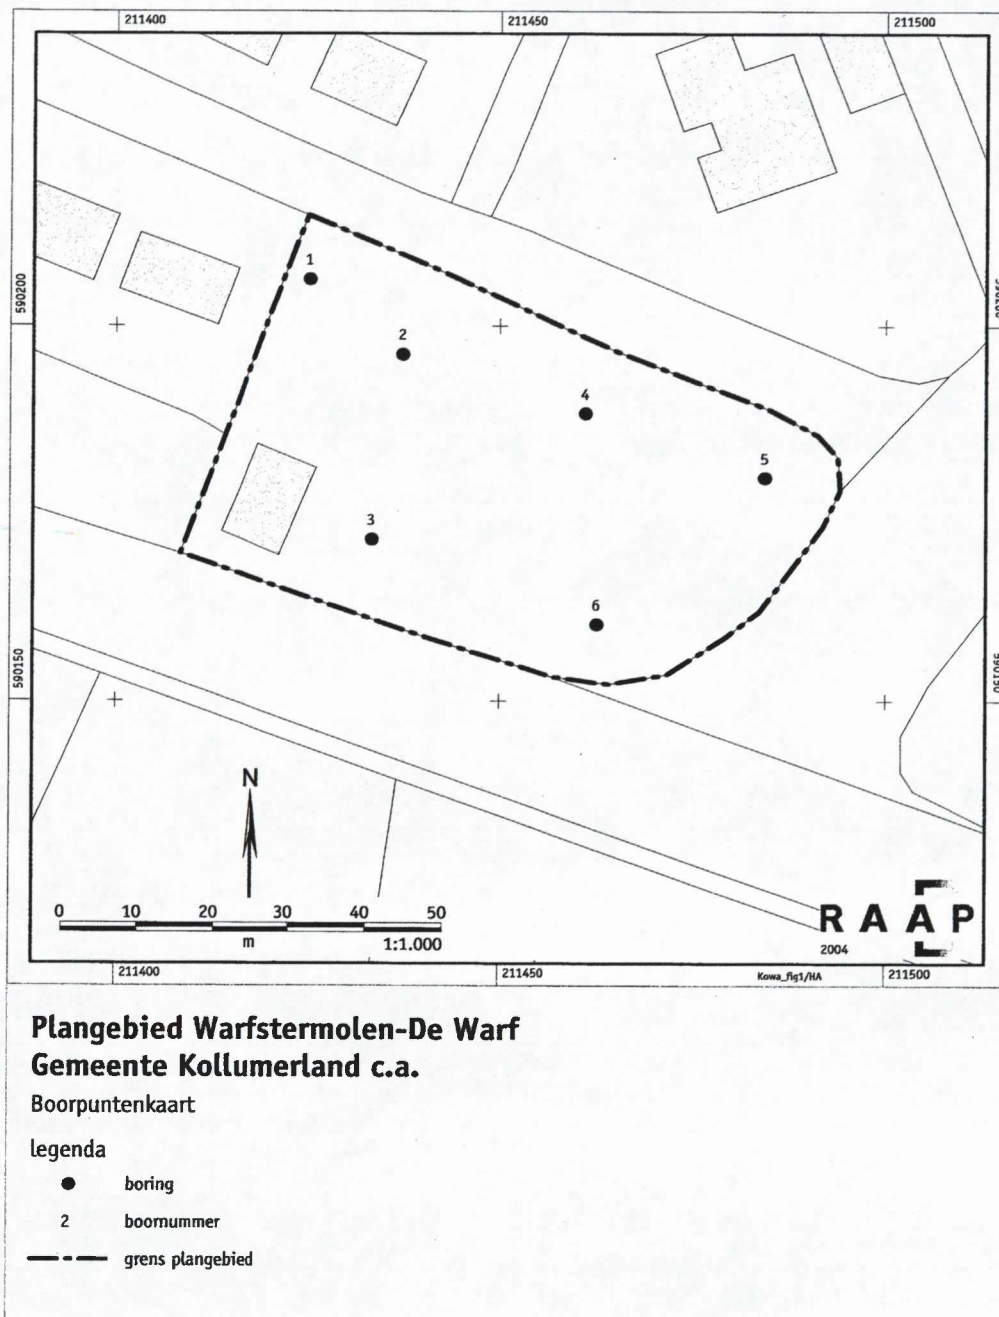 211400 211450 211500
590200
590200
1
2
4
5
3
6
590150
590150
N
0 10 20 30 40 50
m 1:1.000
RAAP
2004
211400 211450 Kowa_fig1/HA 211500
Plangebied Warfstermolen-De Warf
Gemeente Kollumerland c.a.
Boorpuntenkaart
legenda
boring
2 boornummer
grens plangebied